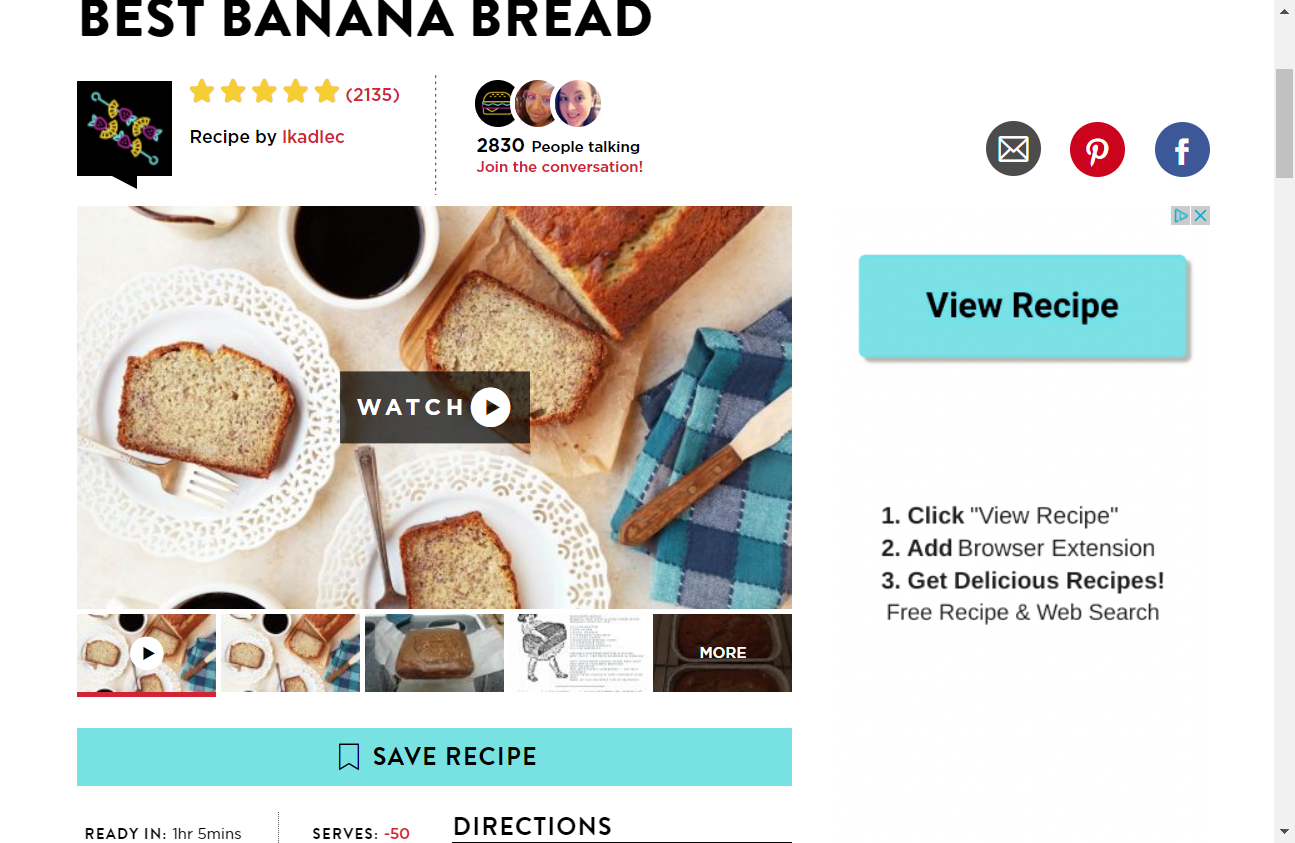 BEST BANANA BREAD
(2135)
Recipe by lkadlec
2830 People talking
Join the conversation!
View Recipe
WATCH
1. Click "View Recipe"
2. Add Browser Extension
3. Get Delicious Recipes!
Free Recipe & Web Search
MORE
SAVE RECIPE
READY IN: 1hr 5mins
SERVES: -50
DIRECTIONS